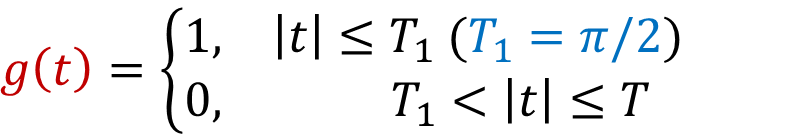 g(t) = { 1, |t| ≤ T₁ (T₁ = π/2)
0, T₁ < |t| ≤ T